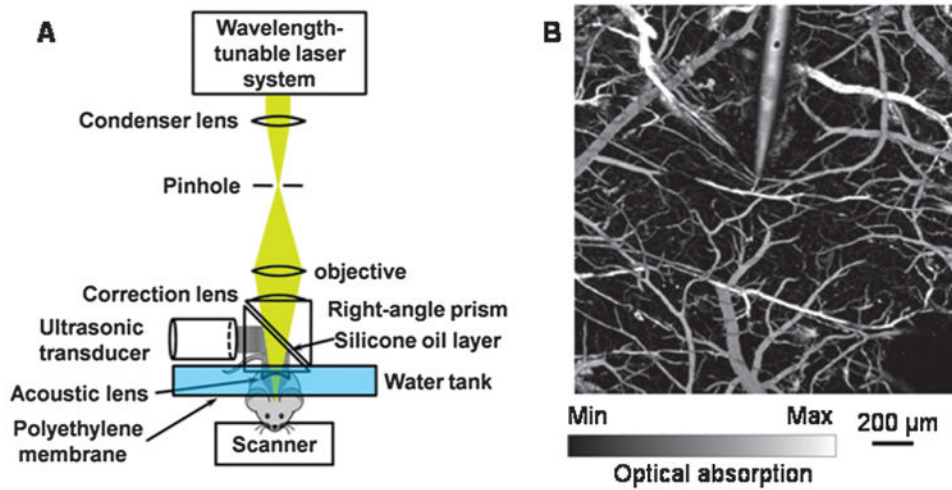 A
Wavelength-
tunable laser
system
Condenser lens
Pinhole
objective
Correction lens
Right-angle prism
Ultrasonic
transducer
Silicone oil layer
Acoustic lens
Water tank
Polyethylene
membrane
Scanner
B
Min Max
200 µm
Optical absorption